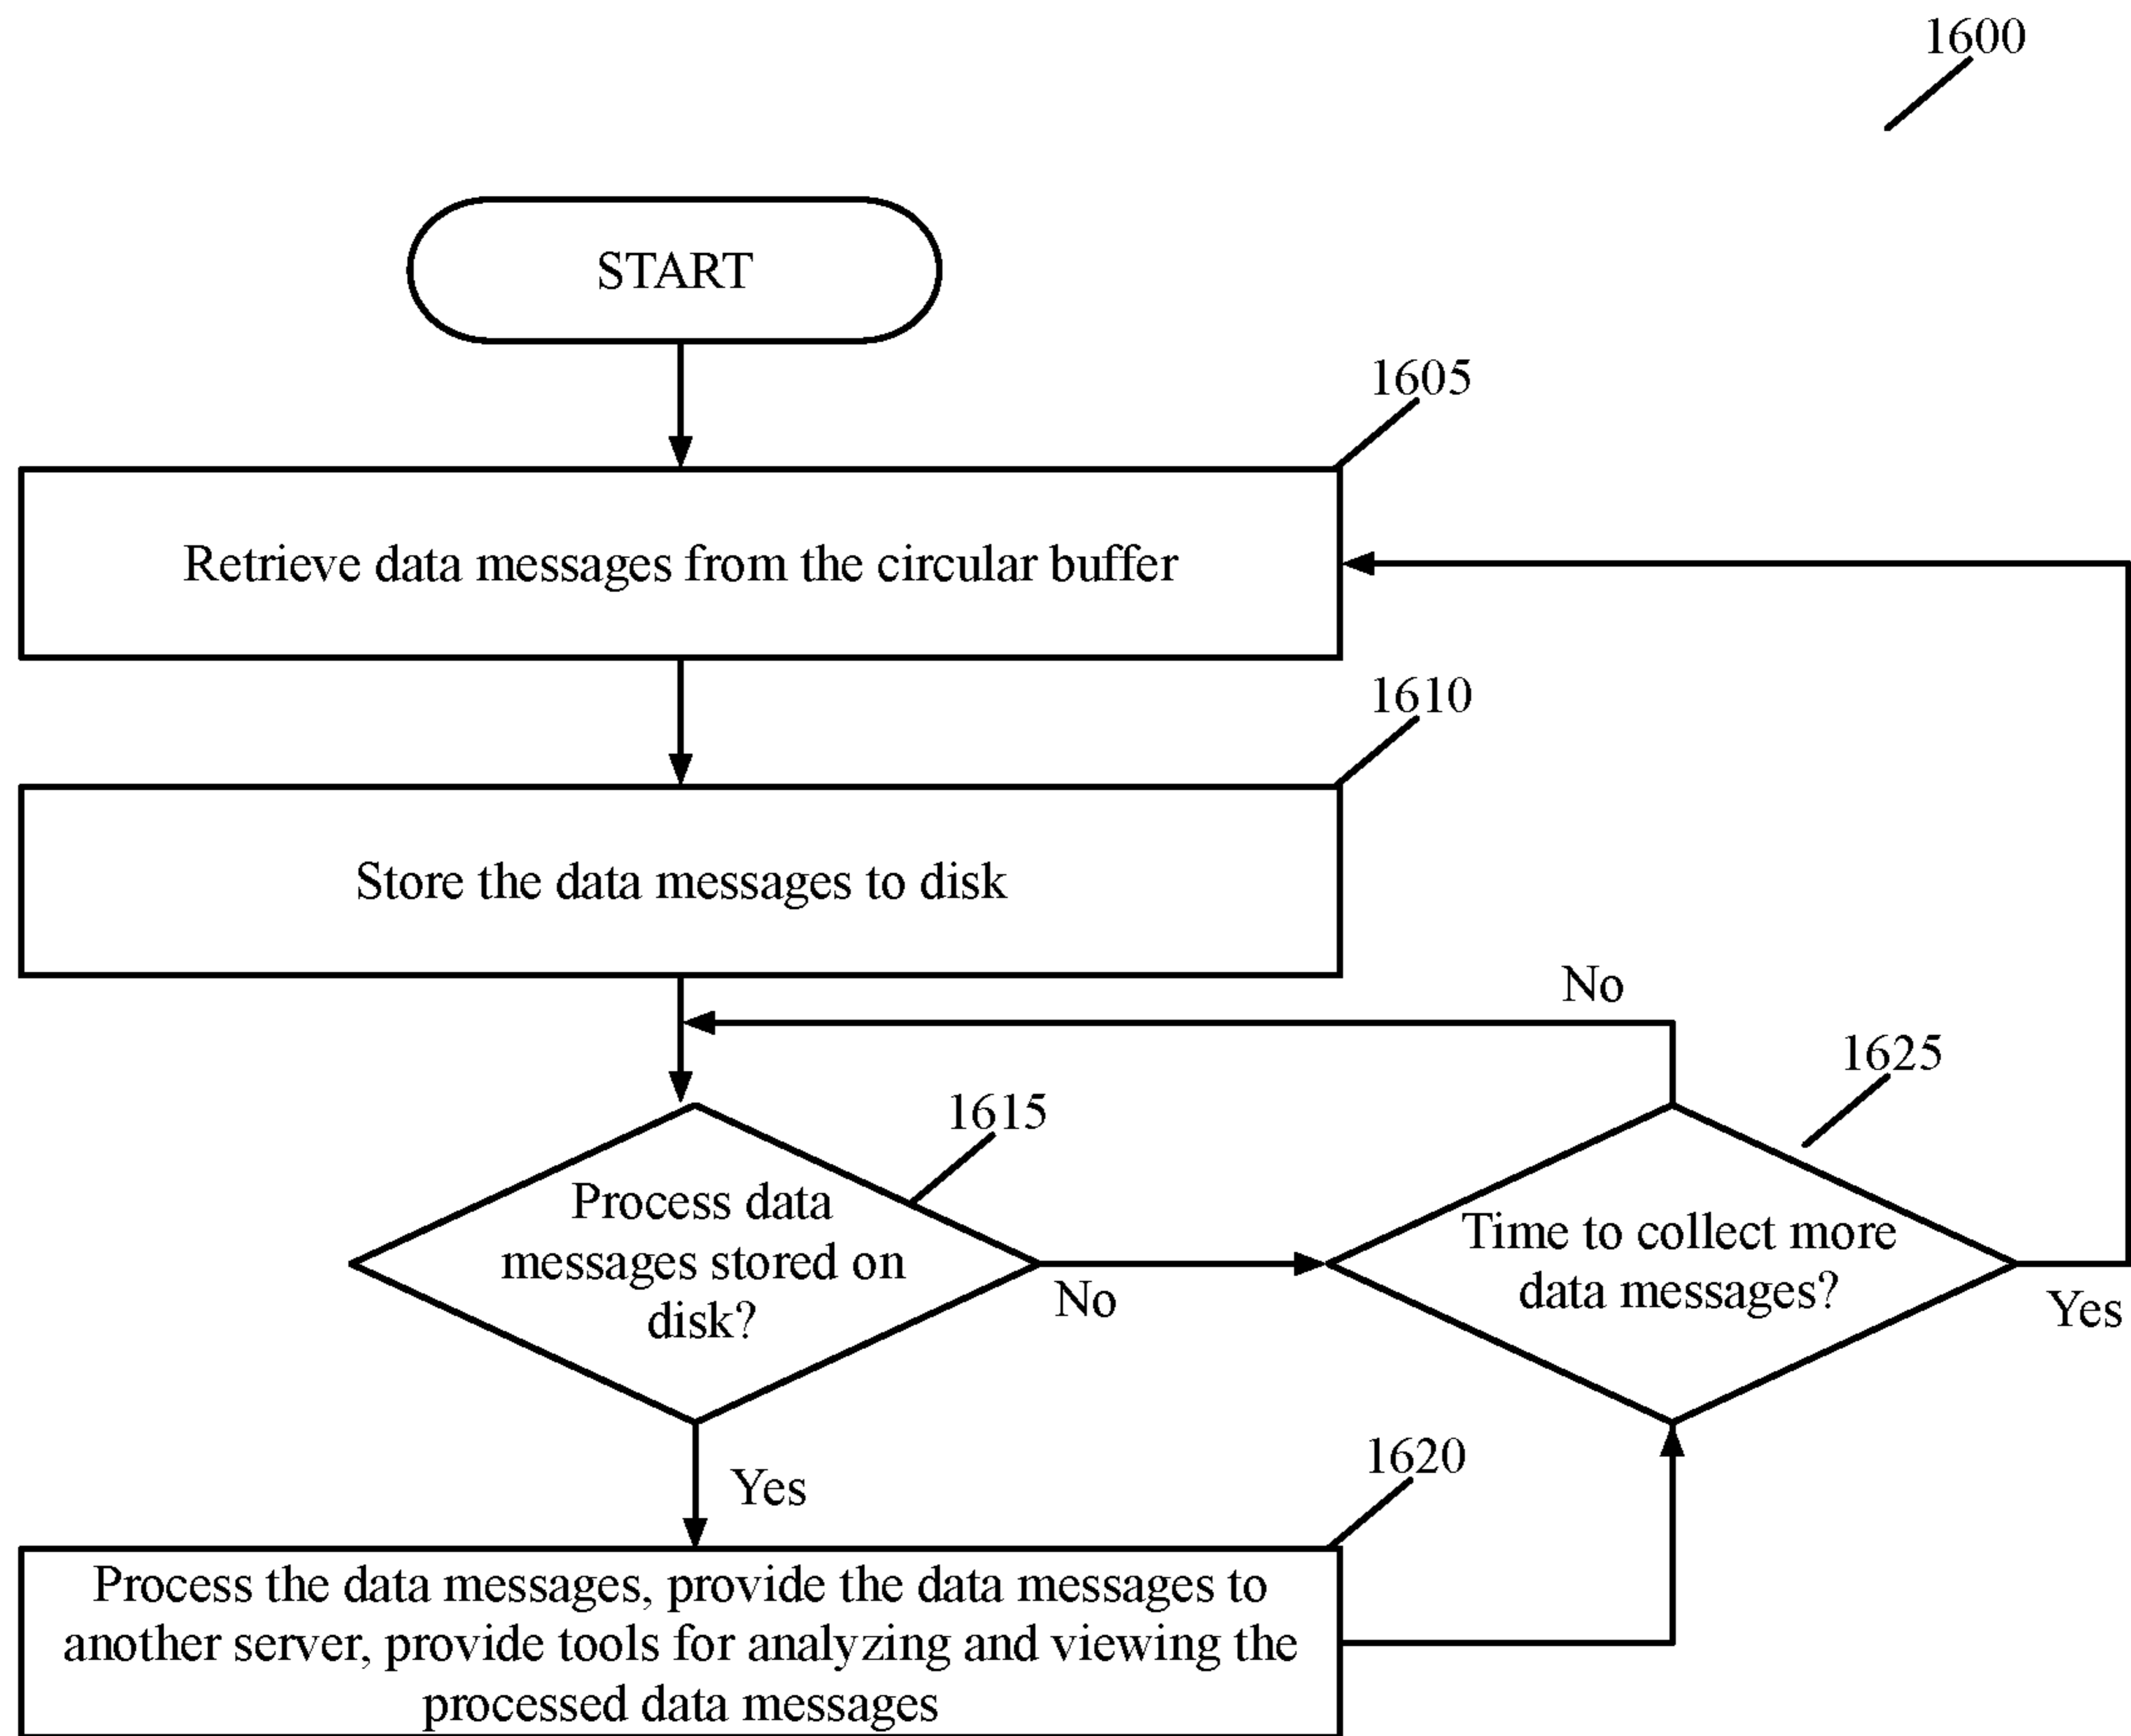 1600
START
1605
Retrieve data messages from the circular buffer
1610
Store the data messages to disk
No
1625
1615
Process data
messages stored on
disk?
No
Time to collect more
data messages?
Yes
Yes
1620
Process the data messages, provide the data messages to
another server, provide tools for analyzing and viewing the
processed data messages